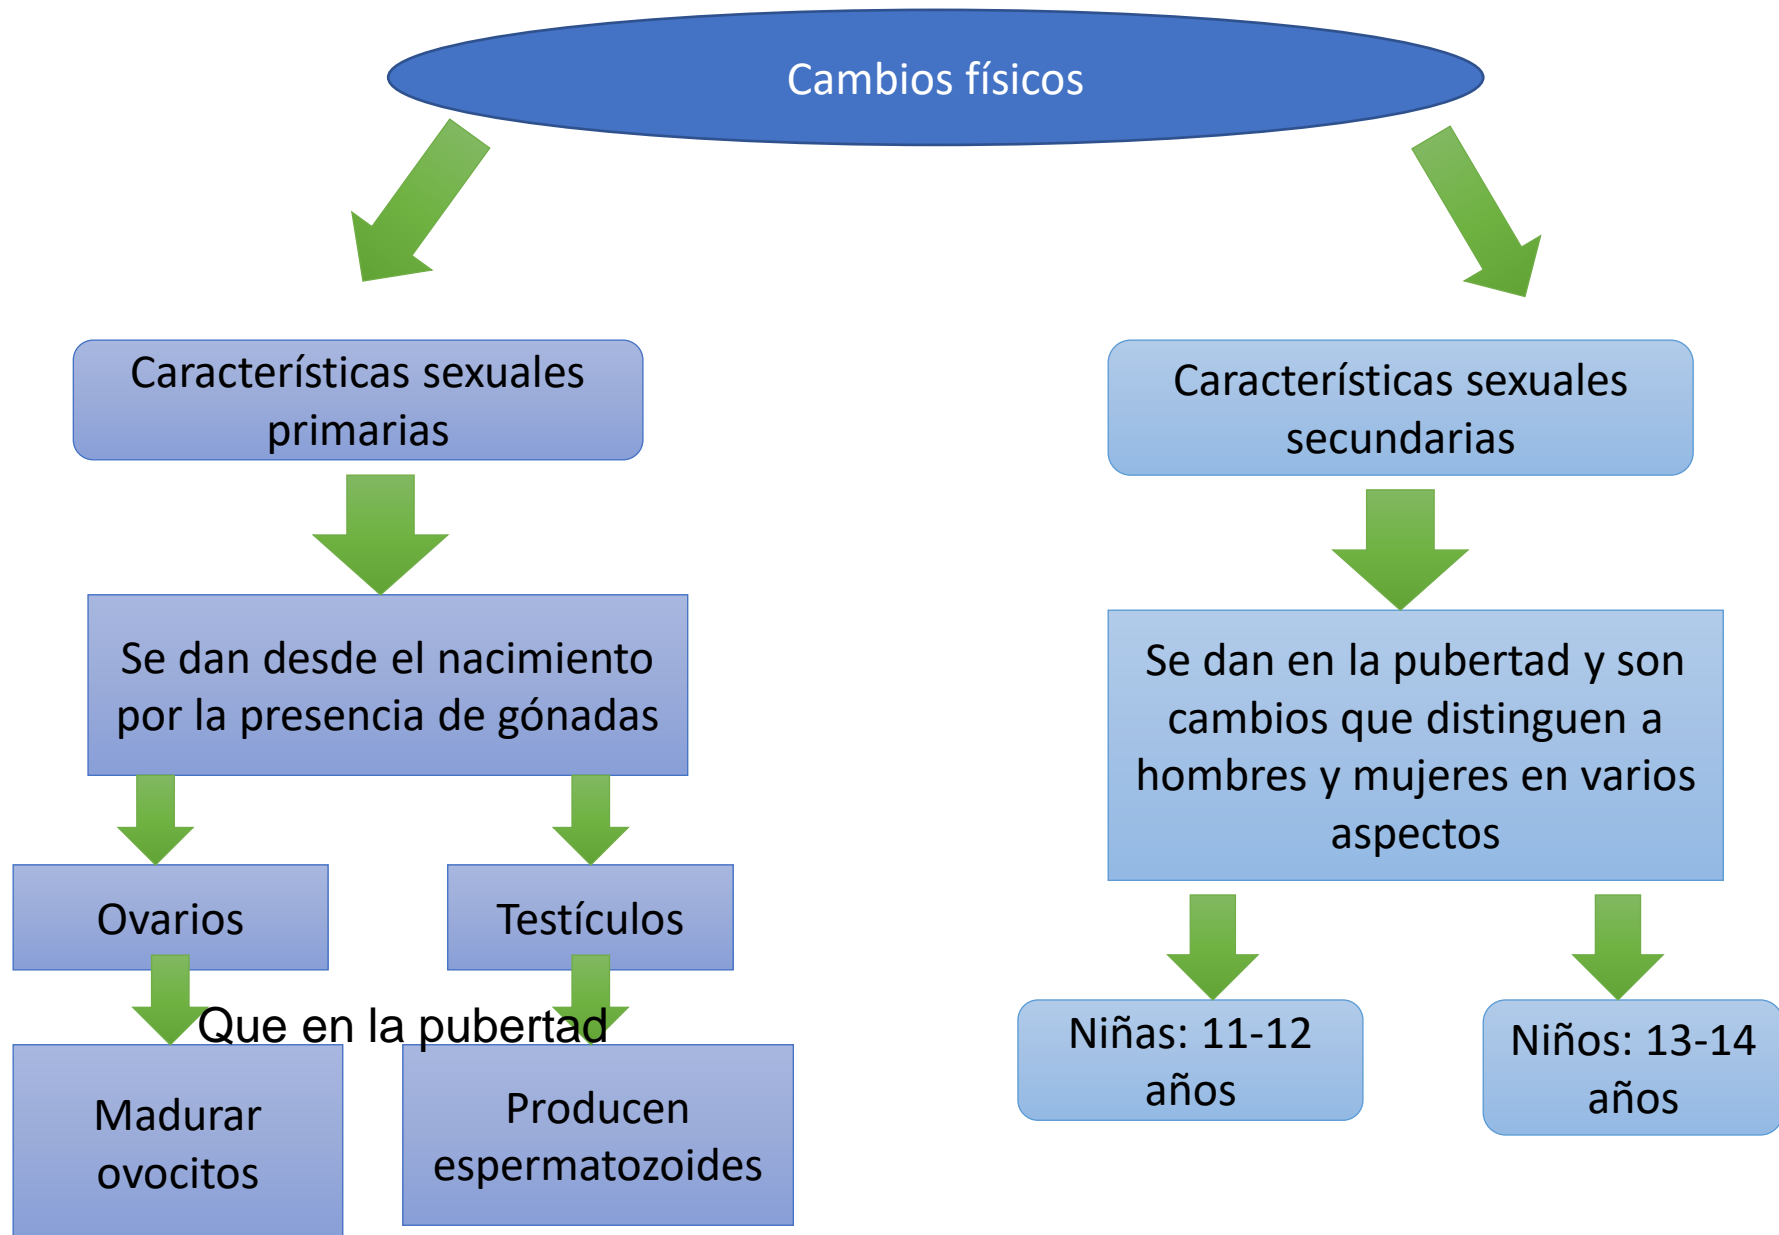 Cambios físicos
Características sexuales
primarias
Se dan desde el nacimiento
por la presencia de gónadas
Ovarios
Testículos
Que en la pubertad
Madurar
ovocitos
Producen
espermatozoides
Características sexuales
secundarias
Se dan en la pubertad y son
cambios que distinguen a
hombres y mujeres en varios
aspectos
Niñas: 11-12
años
Niños: 13-14
años